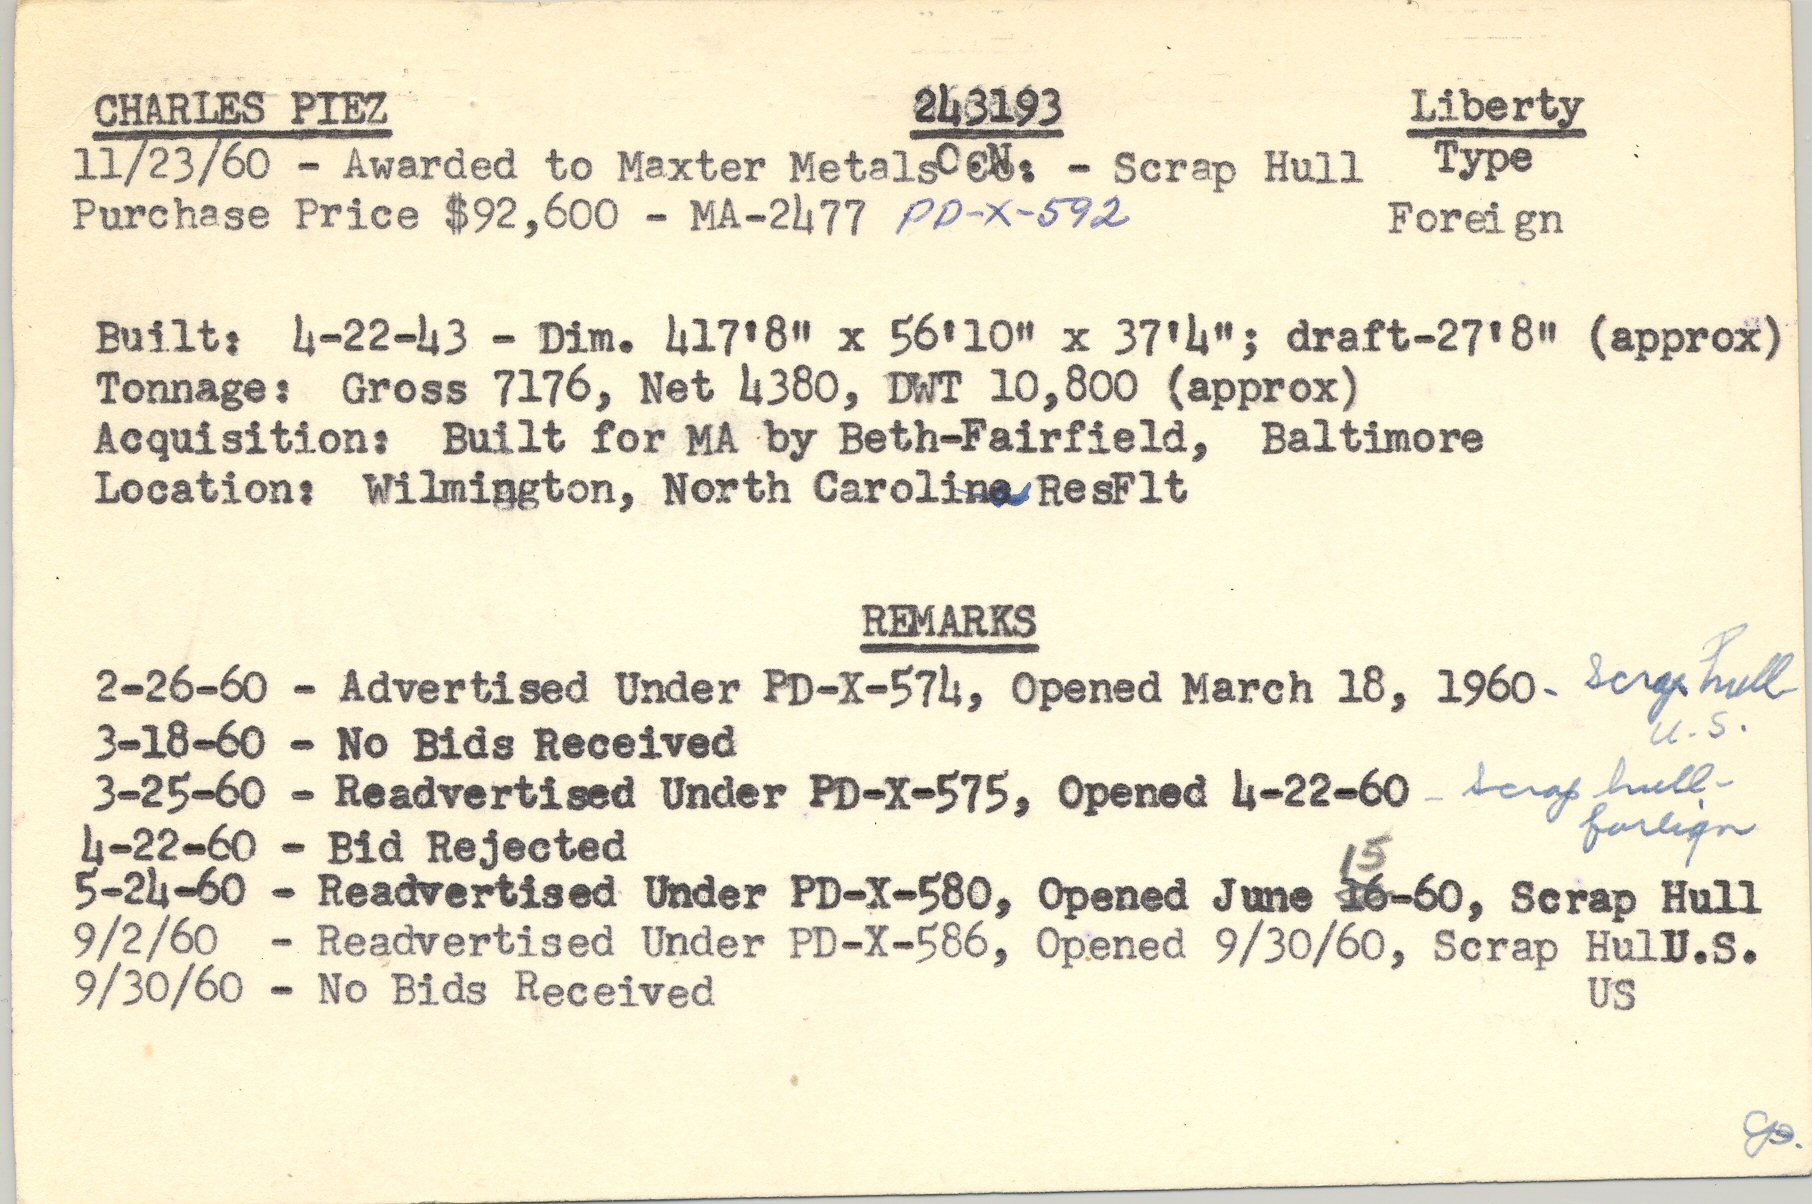 CHARLES PIEZ 243193 Liberty
O.N. Type
11/23/60 - Awarded to Maxter Metals Co. - Scrap Hull
Purchase Price $92,600 - MA-2477 PD-X-592 Foreign
Built: 4-22-43 - Dim. 417'8" x 56'10" x 37'4"; draft-27'8" (approx)
Tonnage: Gross 7176, Net 4380, DWT 10,800 (approx)
Acquisition: Built for MA by Beth-Fairfield, Baltimore
Location: Wilmington, North Carolina ResFlt
REMARKS
2-26-60 - Advertised Under PD-X-574, Opened March 18, 1960- Scrap hull
U.S.
3-18-60 - No Bids Received
3-25-60 - Readvertised Under PD-X-575, Opened 4-22-60 - Scrap hull-
foreign
4-22-60 - Bid Rejected
15
5-24-60 - Readvertised Under PD-X-580, Opened June 16-60, Scrap Hull
U.S.
9/2/60 - Readvertised Under PD-X-586, Opened 9/30/60, Scrap Hull
US
9/30/60 - No Bids Received